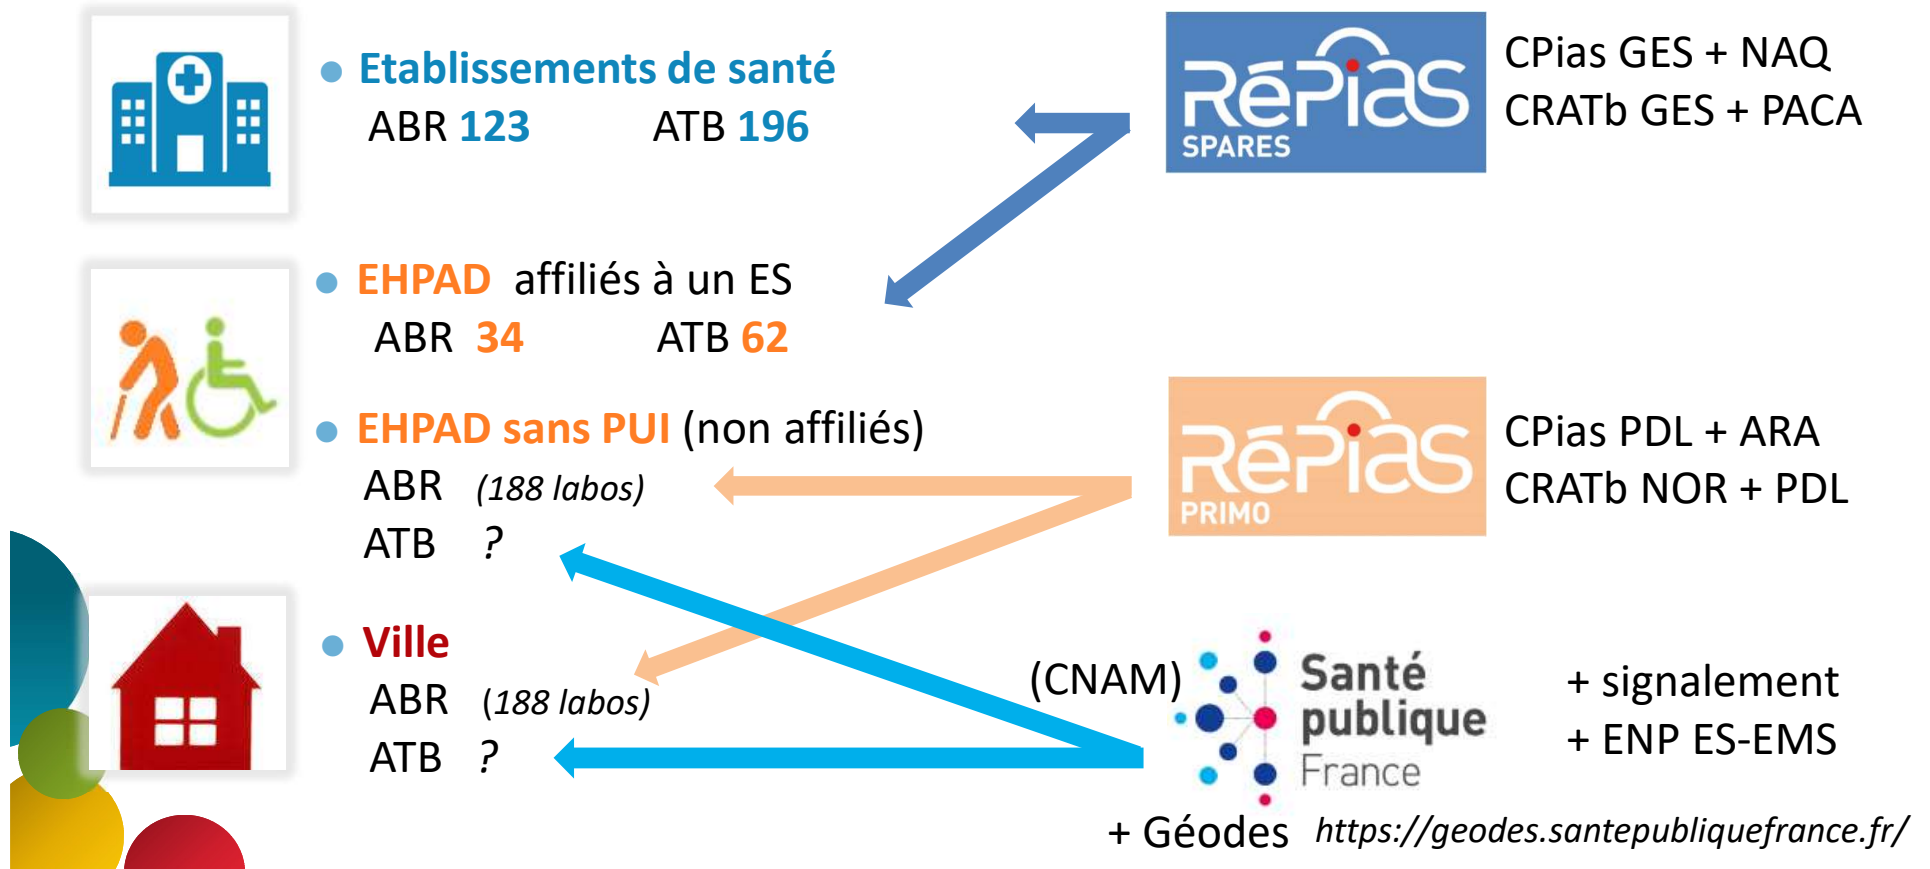 Etablissements de santé
ABR 123 ATB 196
EHPAD affiliés à un ES
ABR 34 ATB 62
EHPAD sans PUI (non affiliés)
ABR (188 labos)
ATB ?
Ville
ABR (188 labos)
ATB ?
RéPias
SPARES
CPias GES + NAQ
CRATb GES + PACA
RéPias
PRIMO
CPias PDL + ARA
CRATb NOR + PDL
(CNAM)
Santé
publique
France
+ signalement
+ ENP ES-EMS
+ Géodes https://geodes.santepubliquefrance.fr/